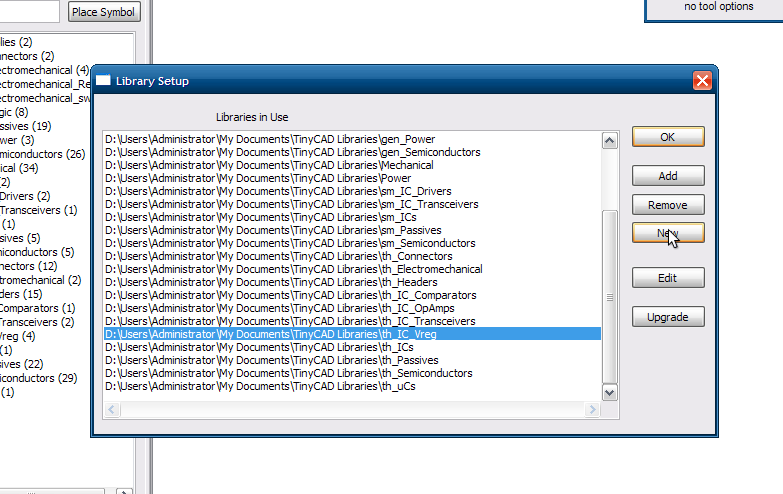 Place Symbol
no tool options
lies (2)
nnectors (2)
ectromechanical (4)
ectromechanical_Re
ectromechanical_sw
gic (8)
ssives (19)
wer (3)
miconductors (26)
ical (34)
(2)
Drivers (2)
Transceivers (1)
(1)
sives (5)
iconductors (5)
nectors (12)
tromechanical (2)
ders (15)
Comparators (1)
Transceivers (2)
Vreg (4)
(1)
sives (22)
iconductors (29)
(1)
Library Setup
Libraries in Use
D:\Users\Administrator\My Documents\TinyCAD Libraries\gen_Power
D:\Users\Administrator\My Documents\TinyCAD Libraries\gen_Semiconductors
D:\Users\Administrator\My Documents\TinyCAD Libraries\Mechanical
D:\Users\Administrator\My Documents\TinyCAD Libraries\Power
D:\Users\Administrator\My Documents\TinyCAD Libraries\sm_IC_Drivers
D:\Users\Administrator\My Documents\TinyCAD Libraries\sm_IC_Transceivers
D:\Users\Administrator\My Documents\TinyCAD Libraries\sm_ICs
D:\Users\Administrator\My Documents\TinyCAD Libraries\sm_Passives
D:\Users\Administrator\My Documents\TinyCAD Libraries\sm_Semiconductors
D:\Users\Administrator\My Documents\TinyCAD Libraries\th_Connectors
D:\Users\Administrator\My Documents\TinyCAD Libraries\th_Electromechanical
D:\Users\Administrator\My Documents\TinyCAD Libraries\th_Headers
D:\Users\Administrator\My Documents\TinyCAD Libraries\th_IC_Comparators
D:\Users\Administrator\My Documents\TinyCAD Libraries\th_IC_OpAmps
D:\Users\Administrator\My Documents\TinyCAD Libraries\th_IC_Transceivers
D:\Users\Administrator\My Documents\TinyCAD Libraries\th_IC_Vreg
D:\Users\Administrator\My Documents\TinyCAD Libraries\th_ICs
D:\Users\Administrator\My Documents\TinyCAD Libraries\th_Passives
D:\Users\Administrator\My Documents\TinyCAD Libraries\th_Semiconductors
D:\Users\Administrator\My Documents\TinyCAD Libraries\th_uCs
OK
Add
Remove
New
Edit
Upgrade